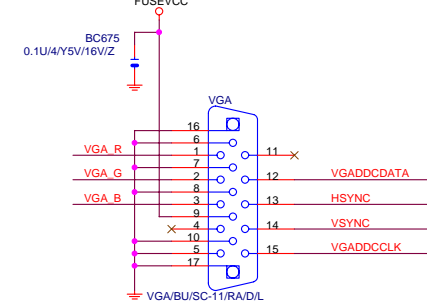 FUSEVCC
BC675
0.1U/4/Y5V/16V/Z
VGA
16
6
VGA_R 1 11
7
VGA_G 2 12 VGADDCDATA
8
VGA_B 3 13 HSYNC
9
4 14 VSYNC
10
5 15 VGADDCCLK
17
VGA/BU/SC-11/RA/D/L